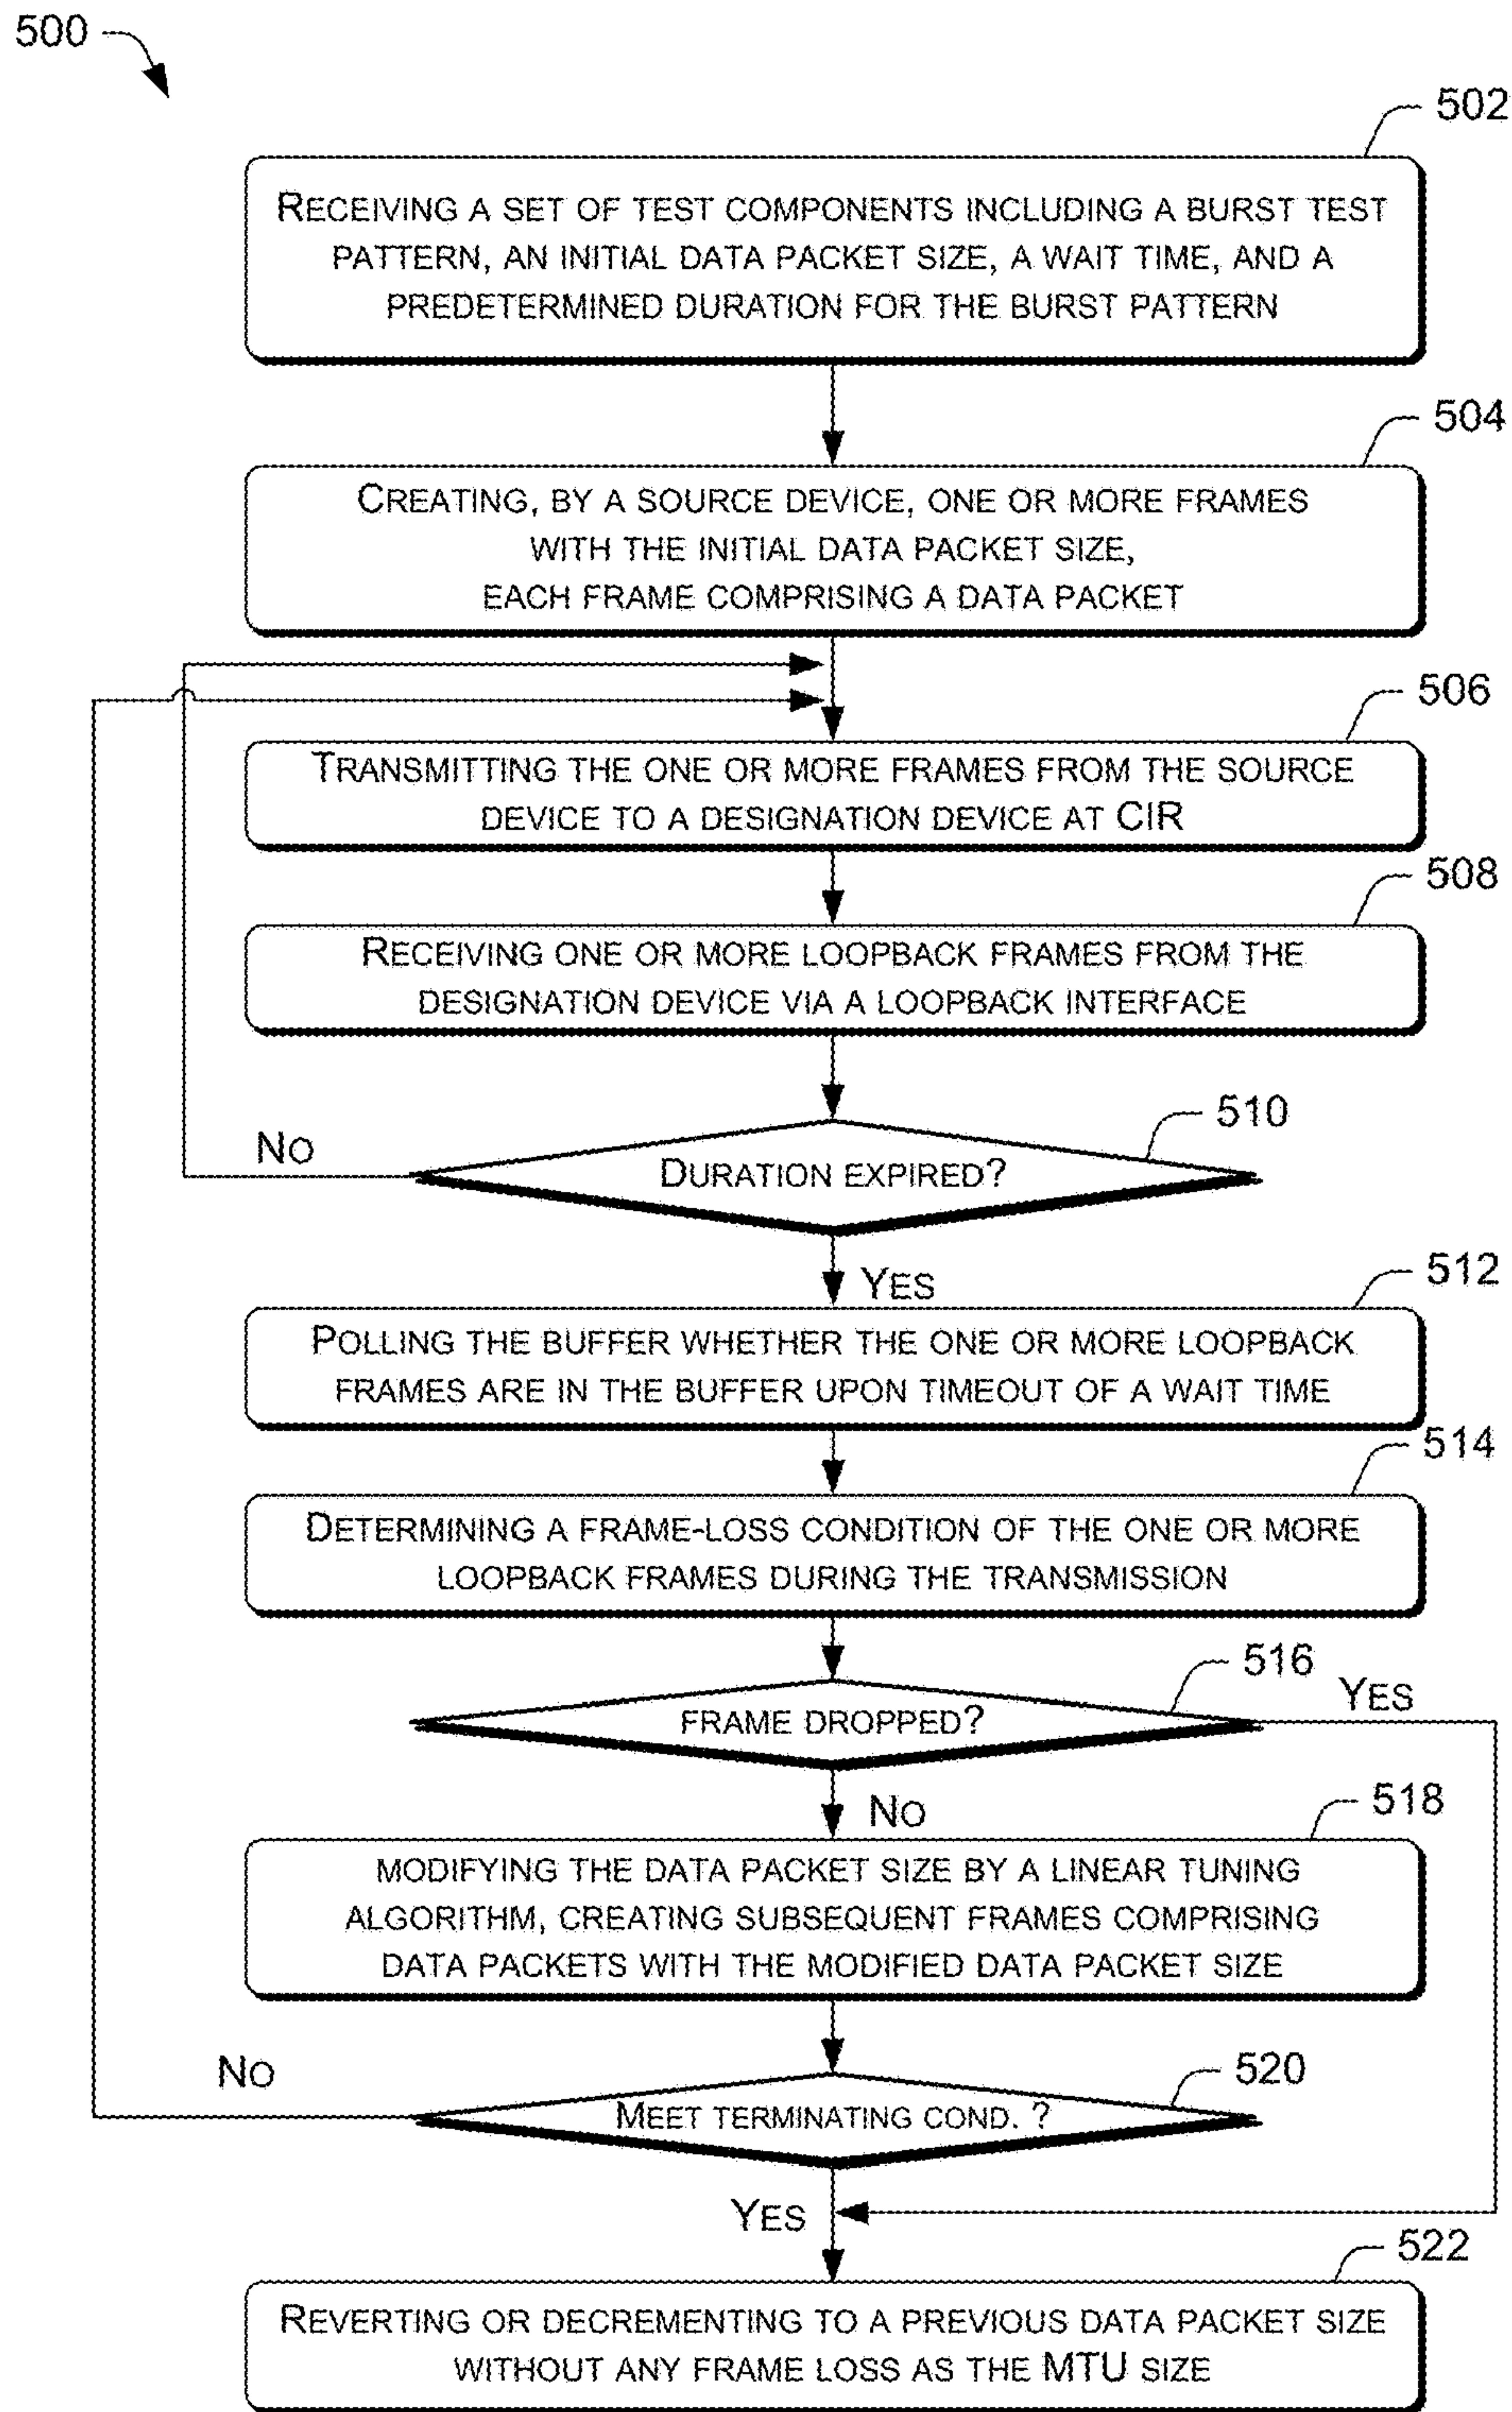 500
502
RECEIVING A SET OF TEST COMPONENTS INCLUDING A BURST TEST
PATTERN, AN INITIAL DATA PACKET SIZE, A WAIT TIME, AND A
PREDETERMINED DURATION FOR THE BURST PATTERN
504
CREATING, BY A SOURCE DEVICE, ONE OR MORE FRAMES
WITH THE INITIAL DATA PACKET SIZE,
EACH FRAME COMPRISING A DATA PACKET
506
TRANSMITTING THE ONE OR MORE FRAMES FROM THE SOURCE
DEVICE TO A DESIGNATION DEVICE AT CIR
508
RECEIVING ONE OR MORE LOOPBACK FRAMES FROM THE
DESIGNATION DEVICE VIA A LOOPBACK INTERFACE
510
NO
DURATION EXPIRED?
YES
512
POLLING THE BUFFER WHETHER THE ONE OR MORE LOOPBACK
FRAMES ARE IN THE BUFFER UPON TIMEOUT OF A WAIT TIME
514
DETERMINING A FRAME-LOSS CONDITION OF THE ONE OR MORE
LOOPBACK FRAMES DURING THE TRANSMISSION
516
YES
FRAME DROPPED?
NO
518
MODIFYING THE DATA PACKET SIZE BY A LINEAR TUNING
ALGORITHM, CREATING SUBSEQUENT FRAMES COMPRISING
DATA PACKETS WITH THE MODIFIED DATA PACKET SIZE
NO
520
MEET TERMINATING COND. ?
YES
522
REVERTING OR DECREMENTING TO A PREVIOUS DATA PACKET SIZE
WITHOUT ANY FRAME LOSS AS THE MTU SIZE